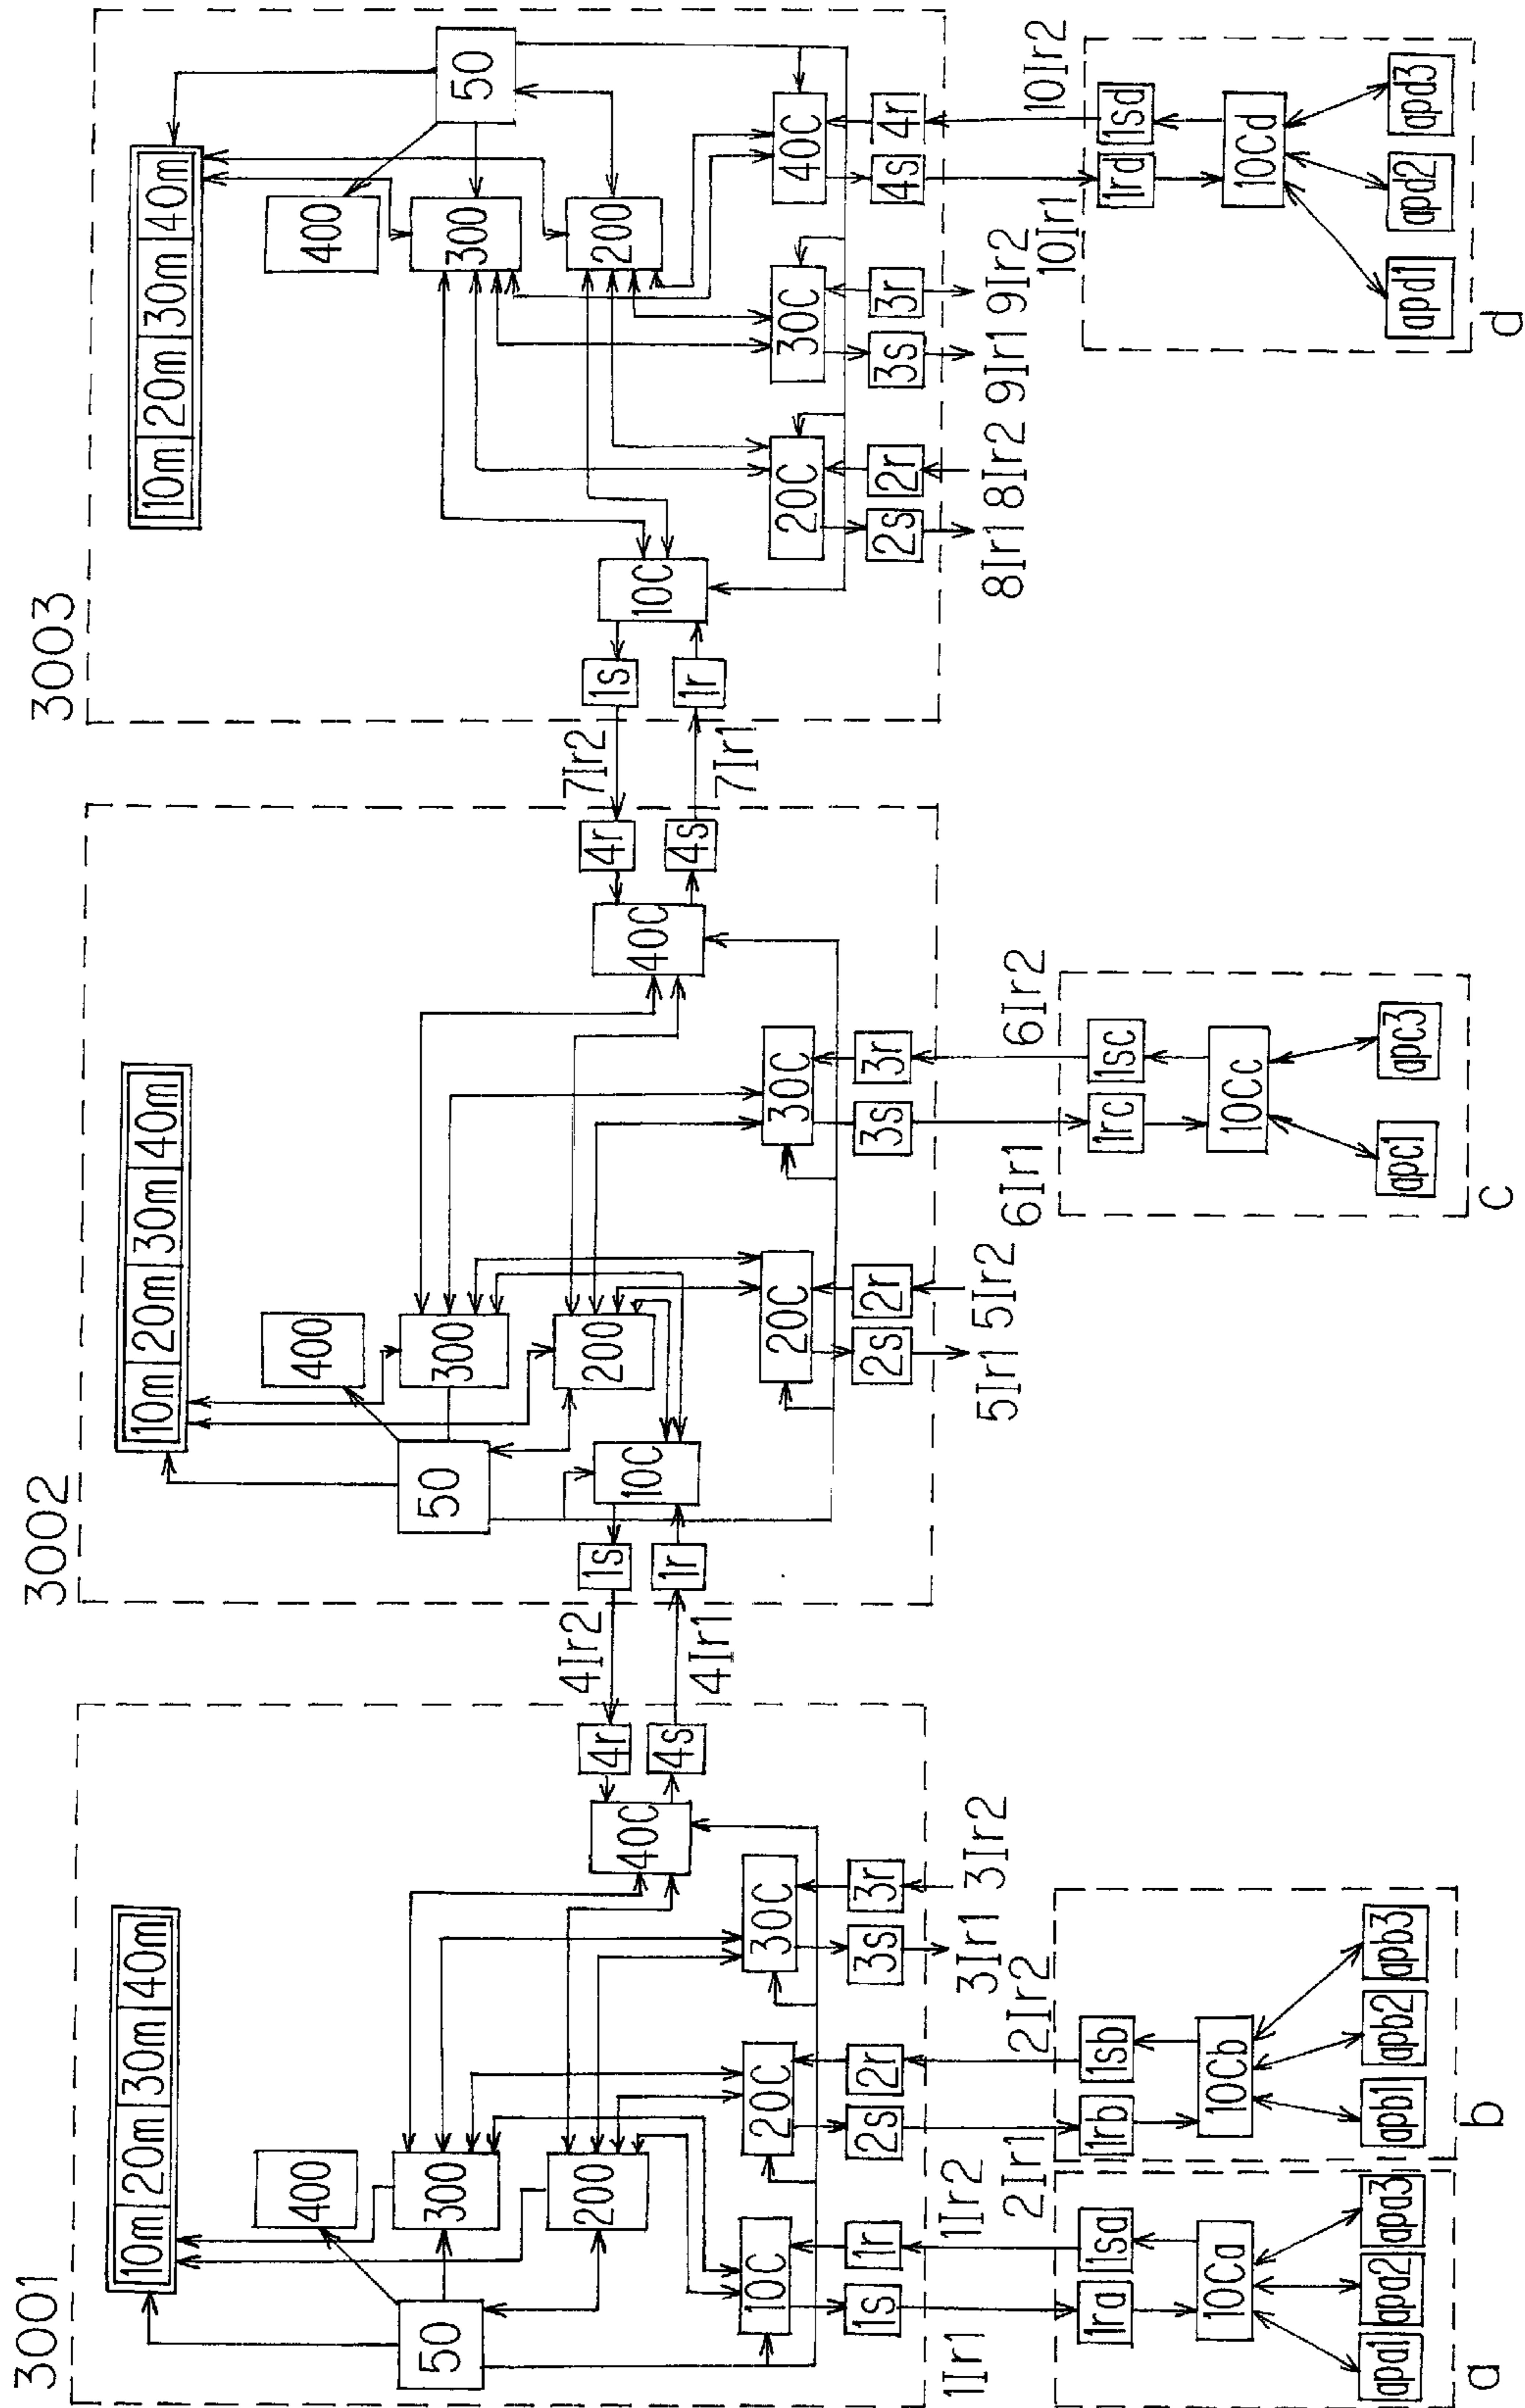 3001
10m 20m 30m 40m
400
50
300
200
40C
4r
4s
10C
20C
30C
1s
1r
2s
2r
3s
3r
1Ir1
1Ir2
2Ir1
2Ir2
3Ir1
3Ir2
4Ir2
4Ir1
1ra
1sa
10Ca
apa1
apa2
apa3
a
1rb
1sb
10Cb
apb1
apb2
apb3
b
3002
10m 20m 30m 40m
400
50
300
200
10C
1s
1r
40C
4r
4s
20C
30C
2s
2r
3s
3r
5Ir1
5Ir2
6Ir1
6Ir2
7Ir2
7Ir1
1rc
1sc
10Cc
apc1
apc3
c
3003
10m 20m 30m 40m
400
50
300
200
10C
1s
1r
20C
30C
40C
2s
2r
3s
3r
4s
4r
8Ir1
8Ir2
9Ir1
9Ir2
10Ir1
10Ir2
1rd
1sd
10Cd
apd1
apd2
apd3
d